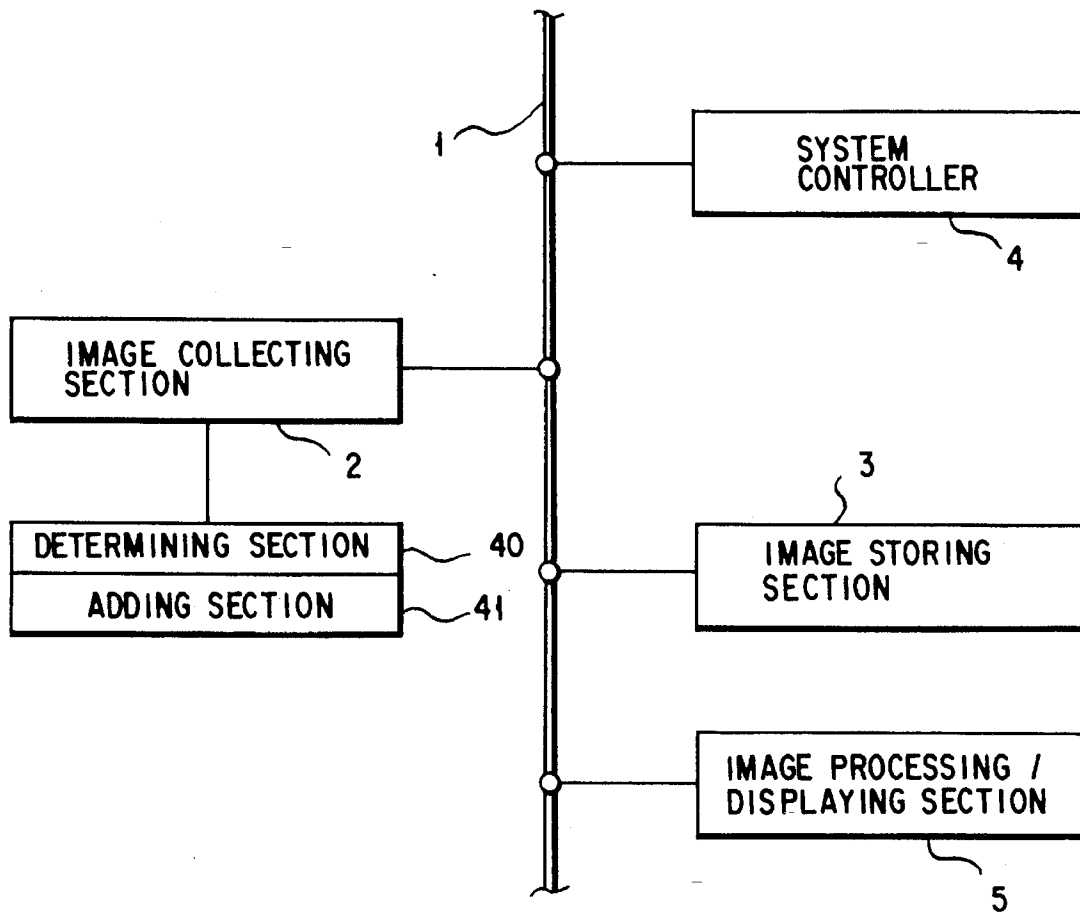 1
SYSTEM
CONTROLLER
4
IMAGE COLLECTING
SECTION
2
3
DETERMINING SECTION
40
ADDING SECTION
41
IMAGE STORING
SECTION
IMAGE PROCESSING /
DISPLAYING SECTION
5